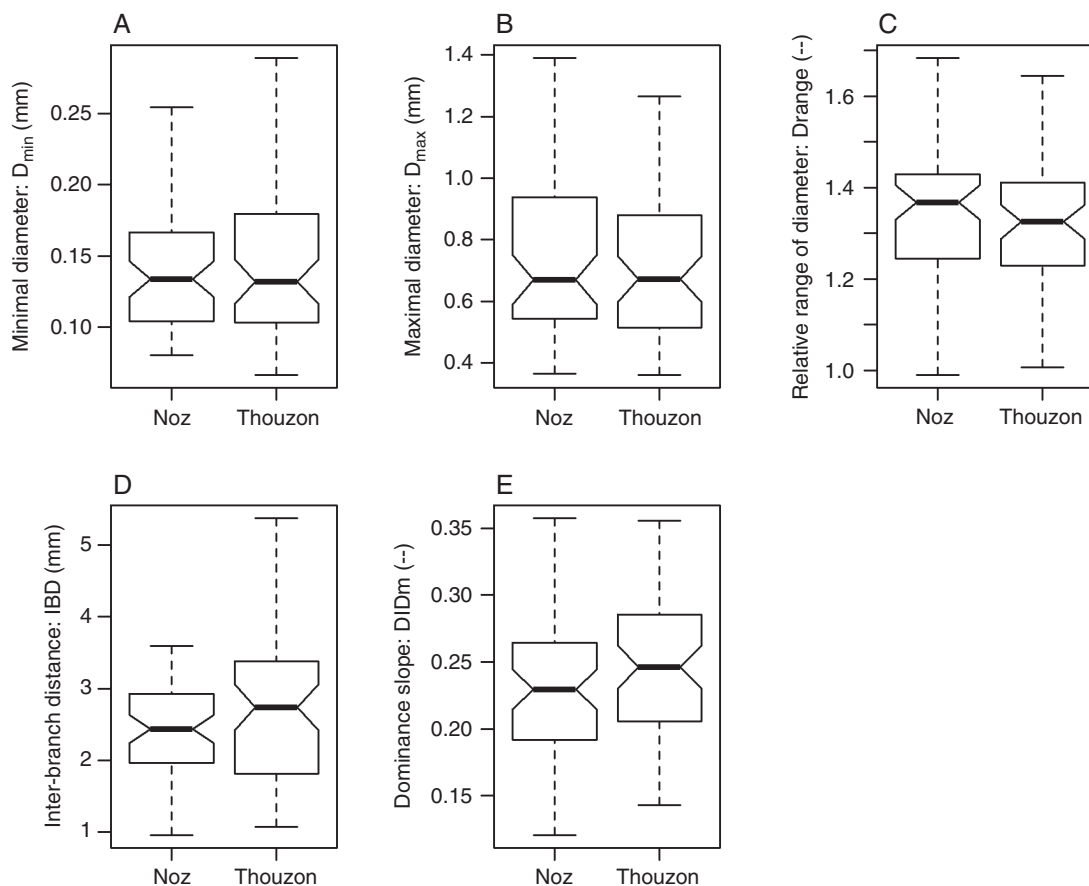 A
Minimal diameter: Dmin (mm)
0.25
0.20
0.15
0.10
Noz Thouzon
B
Maximal diameter: Dmax (mm)
1.4
1.2
1.0
0.8
0.6
0.4
Noz Thouzon
C
Relative range of diameter: Drange (--)
1.6
1.4
1.2
1.0
Noz Thouzon
D
Inter-branch distance: IBD (mm)
5
4
3
2
1
Noz Thouzon
E
Dominance slope: DIDm (--)
0.35
0.30
0.25
0.20
0.15
Noz Thouzon